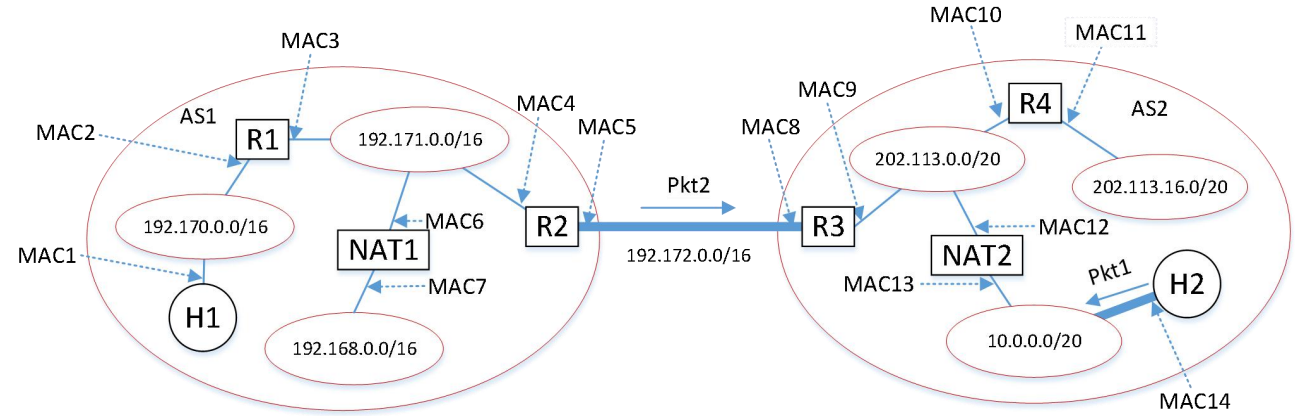 MAC10
MAC11
MAC3
R4
MAC9
MAC4
AS1
AS2
MAC2
R1
MAC5
MAC8
192.171.0.0/16
202.113.0.0/20
Pkt2
202.113.16.0/20
192.170.0.0/16
MAC6
R2
R3
MAC12
MAC1
NAT1
192.172.0.0/16
NAT2
MAC7
MAC13
Pkt1
H2
H1
192.168.0.0/16
10.0.0.0/20
MAC14